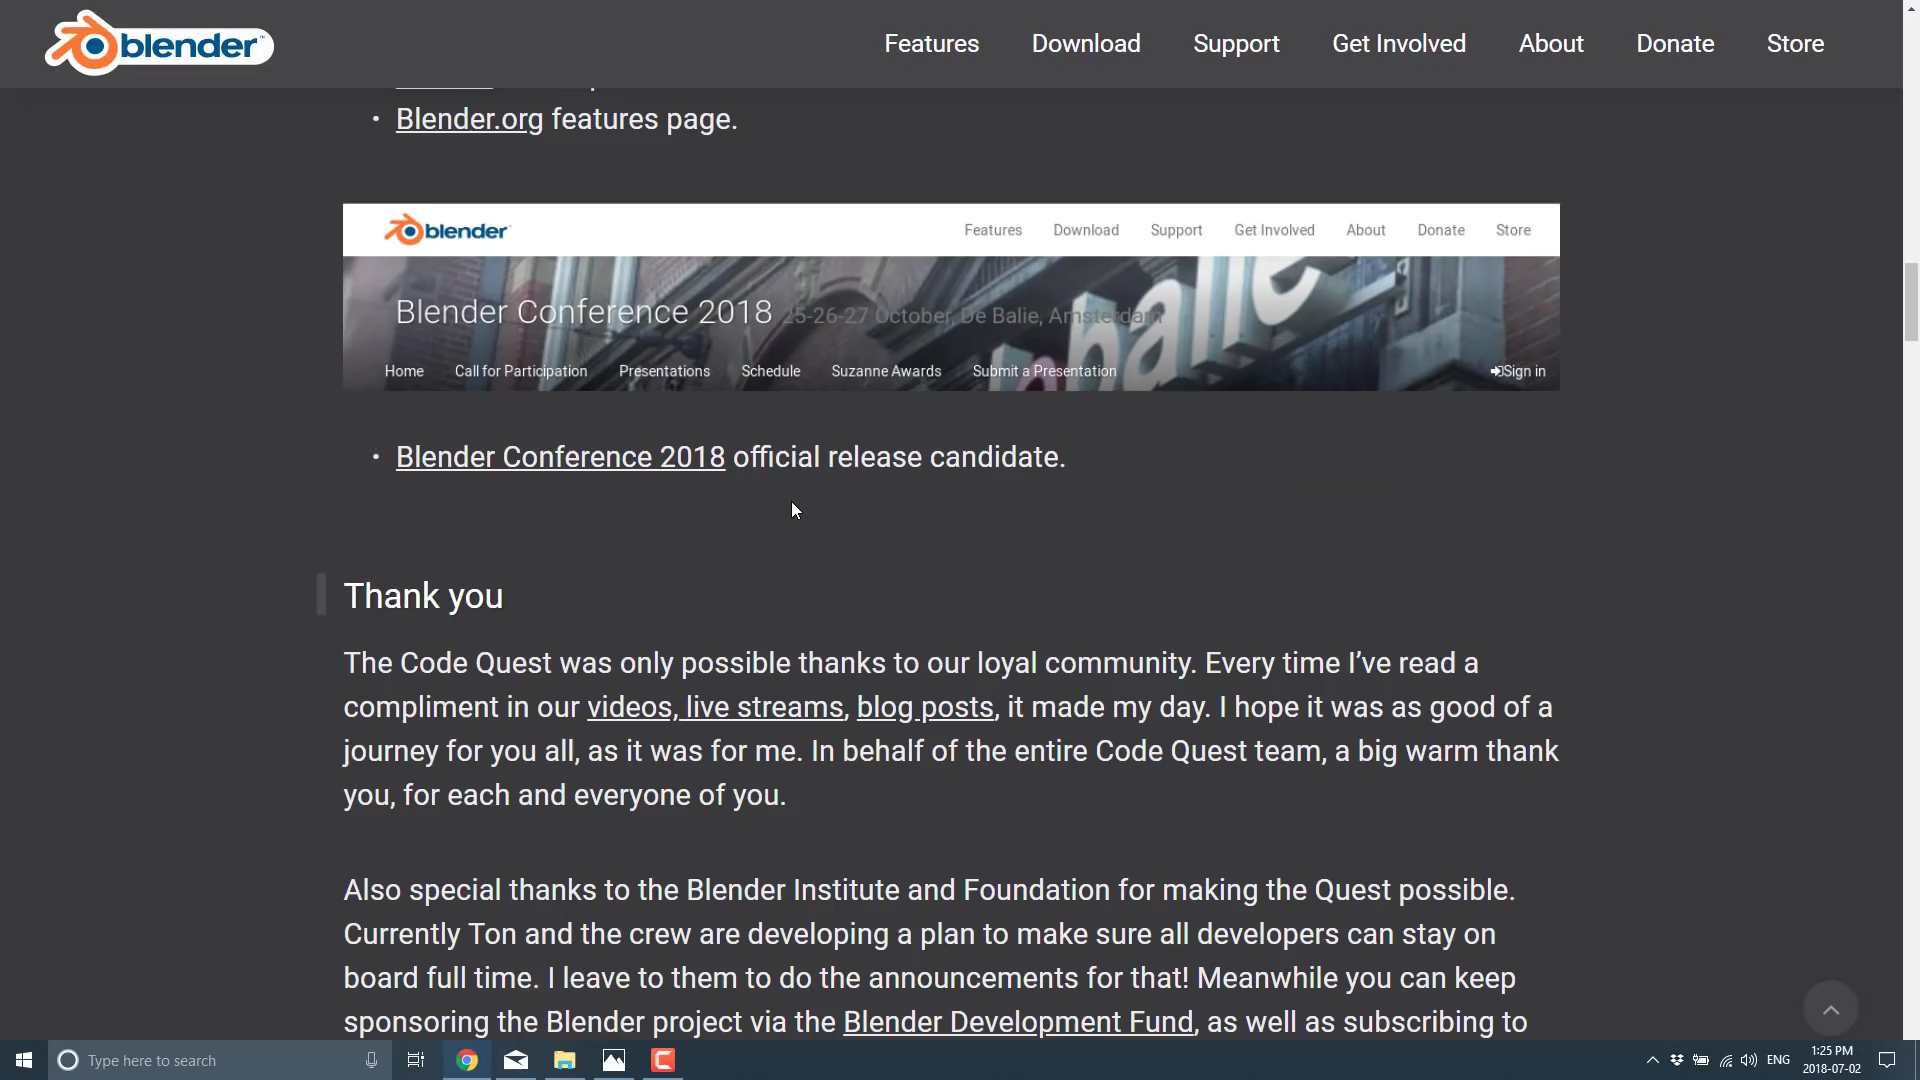 blender
Features Download Support Get Involved About Donate Store
• Blender.org features page.
blender Features Download Support Get Involved About Donate Store
Blender Conference 2018 25-26-27 October, De Balie, Amsterdam
Home Call for Participation Presentations Schedule Suzanne Awards Submit a Presentation Sign in
• Blender Conference 2018 official release candidate.
Thank you
The Code Quest was only possible thanks to our loyal community. Every time I’ve read a
compliment in our videos, live streams, blog posts, it made my day. I hope it was as good of a
journey for you all, as it was for me. In behalf of the entire Code Quest team, a big warm thank
you, for each and everyone of you.
Also special thanks to the Blender Institute and Foundation for making the Quest possible.
Currently Ton and the crew are developing a plan to make sure all developers can stay on
board full time. I leave to them to do the announcements for that! Meanwhile you can keep
sponsoring the Blender project via the Blender Development Fund, as well as subscribing to
Type here to search
ENG
1:25 PM
2018-07-02